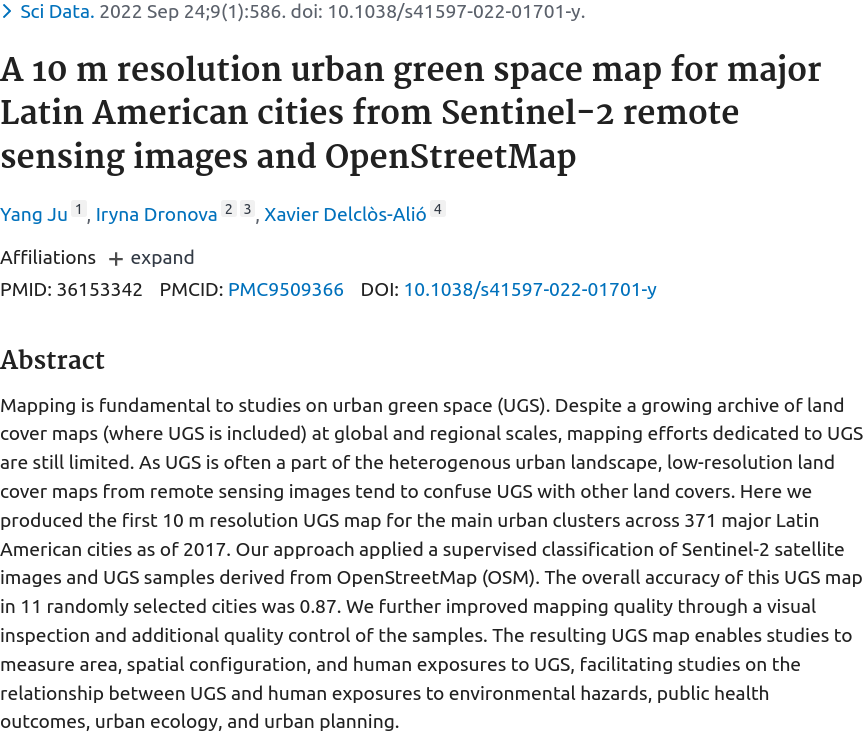 Sci Data. 2022 Sep 24;9(1):586. doi: 10.1038/s41597-022-01701-y.
A 10 m resolution urban green space map for major
Latin American cities from Sentinel-2 remote
sensing images and OpenStreetMap
Yang Ju 1, Iryna Dronova 2 3, Xavier Delclòs-Alió 4
Affiliations + expand
PMID: 36153342 PMCID: PMC9509366 DOI: 10.1038/s41597-022-01701-y
Abstract
Mapping is fundamental to studies on urban green space (UGS). Despite a growing archive of land
cover maps (where UGS is included) at global and regional scales, mapping efforts dedicated to UGS
are still limited. As UGS is often a part of the heterogenous urban landscape, low-resolution land
cover maps from remote sensing images tend to confuse UGS with other land covers. Here we
produced the first 10 m resolution UGS map for the main urban clusters across 371 major Latin
American cities as of 2017. Our approach applied a supervised classification of Sentinel-2 satellite
images and UGS samples derived from OpenStreetMap (OSM). The overall accuracy of this UGS map
in 11 randomly selected cities was 0.87. We further improved mapping quality through a visual
inspection and additional quality control of the samples. The resulting UGS map enables studies to
measure area, spatial configuration, and human exposures to UGS, facilitating studies on the
relationship between UGS and human exposures to environmental hazards, public health
outcomes, urban ecology, and urban planning.